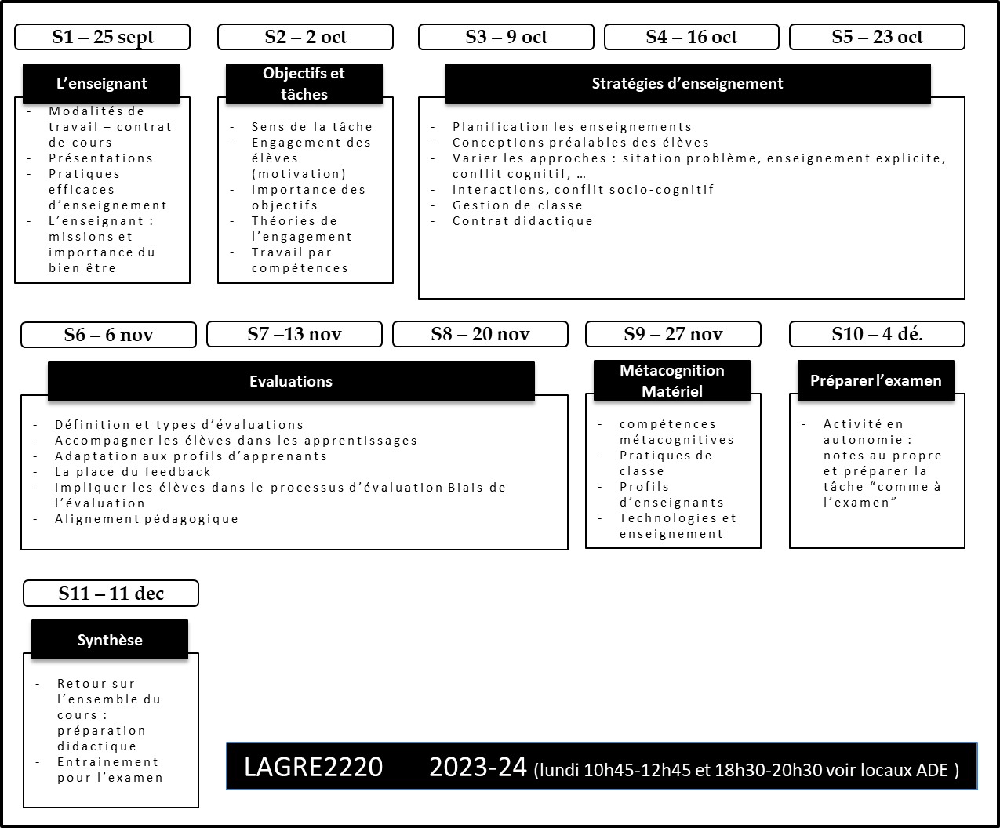 S1 – 25 sept
L'enseignant
- Modalités de
travail – contrat
de cours
- Présentations
- Pratiques
efficaces
d'enseignement
- L'enseignant :
missions et
importance du
bien être
S2 – 2 oct
Objectifs et
tâches
- Sens de la tâche
- Engagement des
élèves
(motivation)
- Importance des
objectifs
- Théories de
l'engagement
- Travail par
compétences
S3 – 9 oct
S4 – 16 oct
S5 – 23 oct
Stratégies d'enseignement
- Planification les enseignements
- Conceptions préalables des élèves
- Varier les approches : sitation problème, enseignement explicite,
conflit cognitif, …
- Interactions, conflit socio-cognitif
- Gestion de classe
- Contrat didactique
S6 – 6 nov
S7 –13 nov
S8 – 20 nov
Evaluations
- Définition et types d'évaluations
- Accompagner les élèves dans les apprentissages
- Adaptation aux profils d'apprenants
- La place du feedback
- Impliquer les élèves dans le processus d'évaluation Biais de
l'évaluation
- Alignement pédagogique
S9 – 27 nov
Métacognition
Matériel
- compétences
métacognitives
- Pratiques de
classe
- Profils
d'enseignants
- Technologies et
enseignement
S10 – 4 dé.
Préparer l'examen
- Activité en
autonomie :
notes au propre
et préparer la
tâche “comme à
l'examen”
S11 – 11 dec
Synthèse
- Retour sur
l'ensemble du
cours :
préparation
didactique
- Entrainement
pour l'examen
LAGRE2220 2023-24 (lundi 10h45-12h45 et 18h30-20h30 voir locaux ADE )